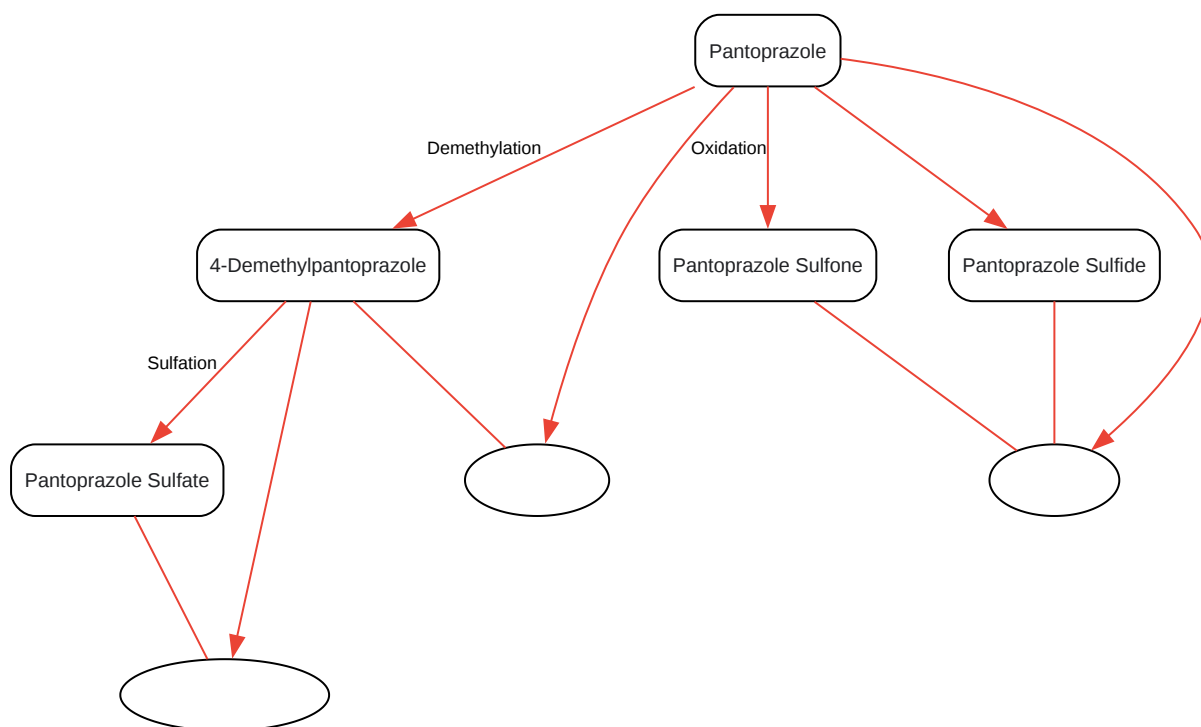 Pantoprazole
Demethylation
Oxidation
4-Demethylpantoprazole
Pantoprazole Sulfone
Pantoprazole Sulfide
Sulfation
Pantoprazole Sulfate